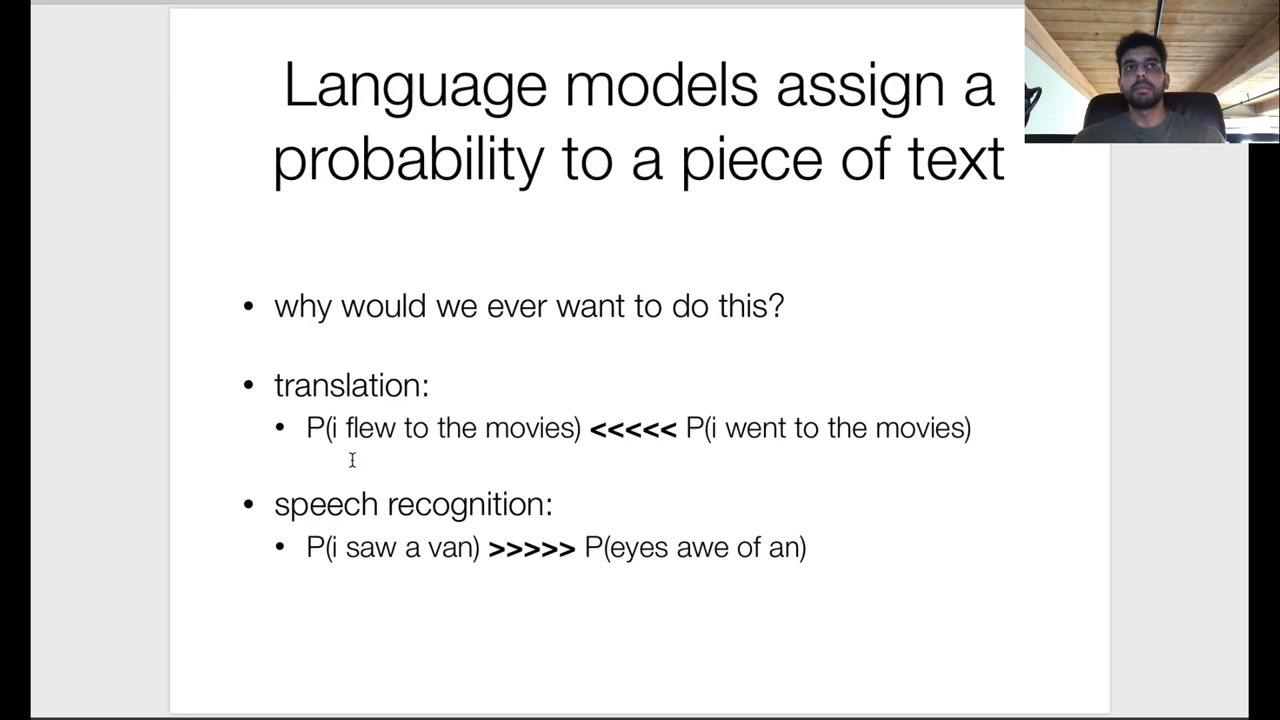 Language models assign a
probability to a piece of text
• why would we ever want to do this?
• translation:
• P(i flew to the movies) <<<<< P(i went to the movies)
• speech recognition:
• P(i saw a van) >>>>> P(eyes awe of an)